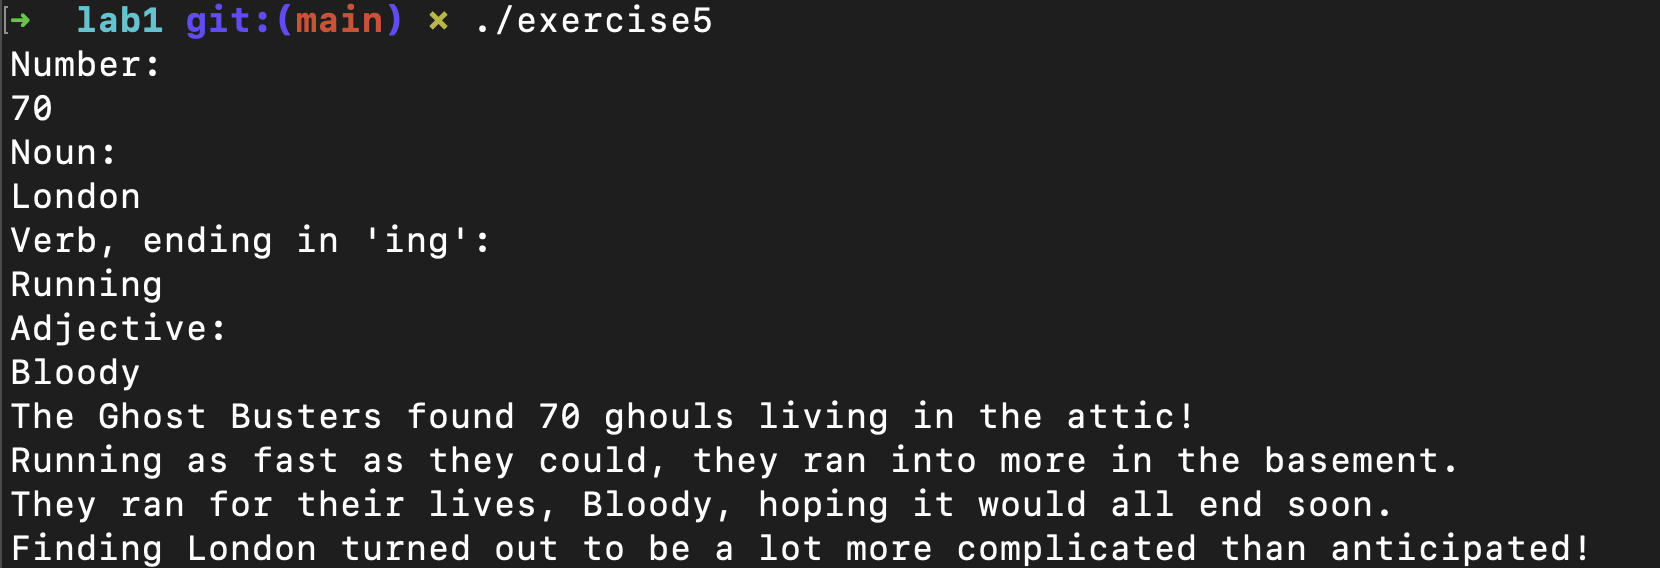 ➜  lab1 git:(main) ✗ ./exercise5
Number:
70
Noun:
London
Verb, ending in 'ing':
Running
Adjective:
Bloody
The Ghost Busters found 70 ghouls living in the attic!
Running as fast as they could, they ran into more in the basement.
They ran for their lives, Bloody, hoping it would all end soon.
Finding London turned out to be a lot more complicated than anticipated!